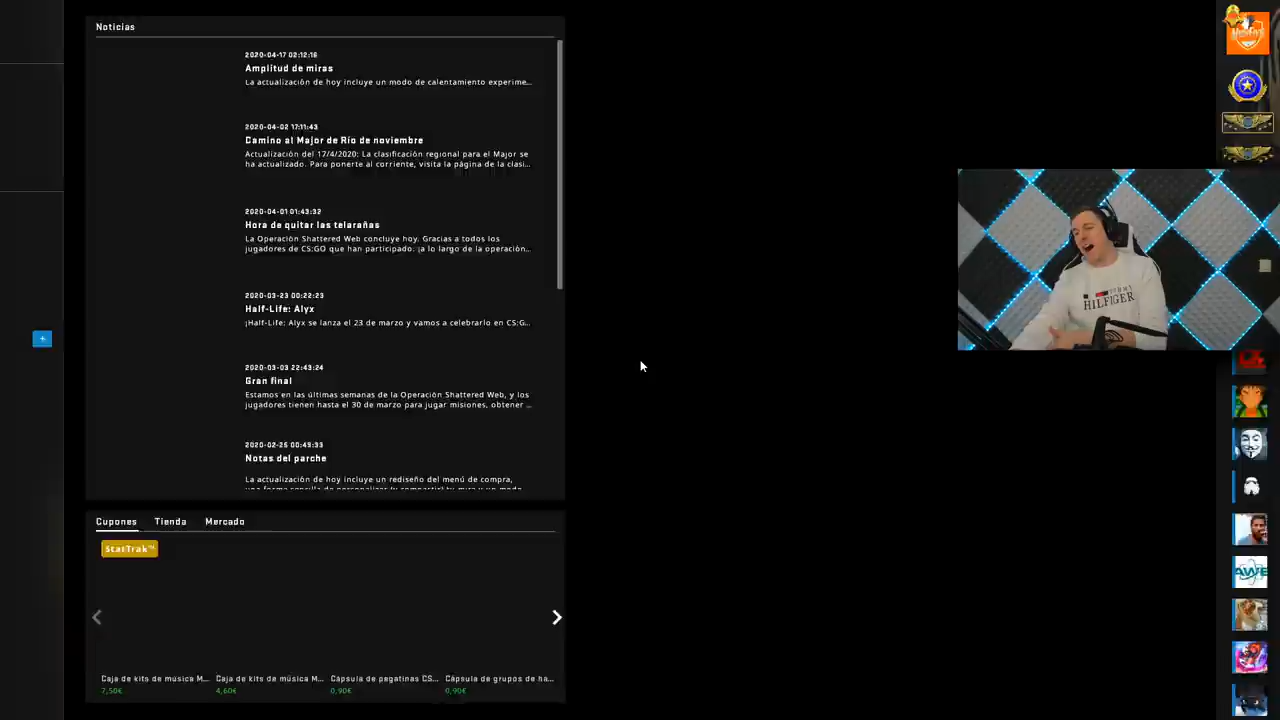 Noticias
2020-04-17 02:12:18
Amplitud de miras
La actualización de hoy incluye un modo de calentamiento experime...
2020-04-02 17:11:43
Camino al Major de Río de noviembre
Actualización del 17/4/2020: La clasificación regional para el Major se
ha actualizado. Para ponerte al corriente, visita la página de la clasi...
2020-04-01 01:43:32
Hora de quitar las telarañas
La Operación Shattered Web concluye hoy. Gracias a todos los
jugadores de CS:GO que han participado: ¡a lo largo de la operación...
2020-03-23 00:22:23
Half-Life: Alyx
¡Half-Life: Alyx se lanza el 23 de marzo y vamos a celebrarlo en CS:G...
2020-03-03 22:43:24
Gran final
Estamos en las últimas semanas de la Operación Shattered Web, y los
jugadores tienen hasta el 30 de marzo para jugar misiones, obtener ...
2020-02-25 00:49:33
Notas del parche
La actualización de hoy incluye un rediseño del menú de compra,
Cupones Tienda Mercado
StatTrak™
Caja de kits de música M... Caja de kits de música M... Cápsula de pegatinas CS... Cápsula de grupos de ha...
7,50€ 4,60€ 0,90€ 0,90€
TOMMY
HILFIGER